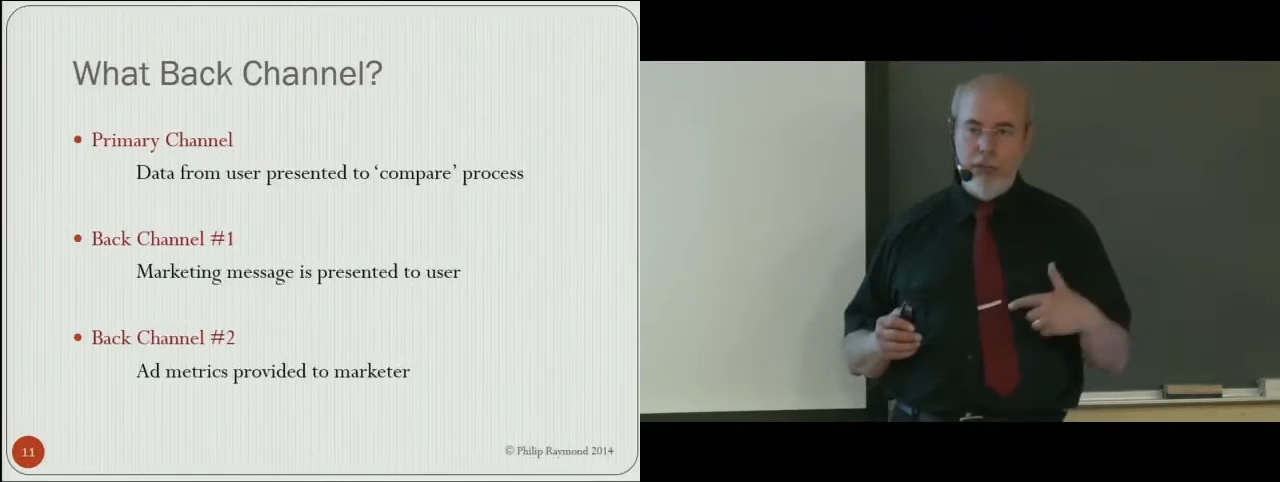 What Back Channel?
• Primary Channel
Data from user presented to ‘compare’ process
• Back Channel #1
Marketing message is presented to user
• Back Channel #2
Ad metrics provided to marketer
11
© Philip Raymond 2014